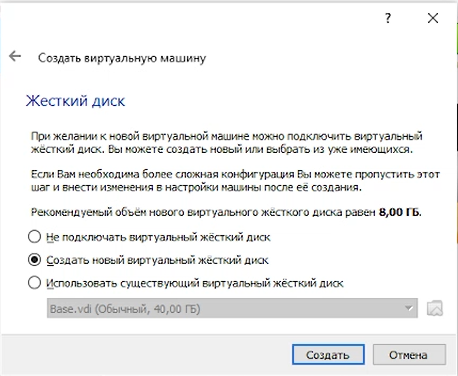 Создать виртуальную машину
Жесткий диск
При желании к новой виртуальной машине можно подключить виртуальный
жёсткий диск. Вы можете создать новый или выбрать из уже имеющихся.
Если Вам необходима более сложная конфигурация Вы можете пропустить этот
шаг и внести изменения в настройки машины после её создания.
Рекомендуемый объём нового виртуального жёсткого диска равен 8,00 ГБ.
Не подключать виртуальный жёсткий диск
Создать новый виртуальный жёсткий диск
Использовать существующий виртуальный жёсткий диск
Base.vdi (Обычный, 40,00 ГБ)
Создать
Отмена